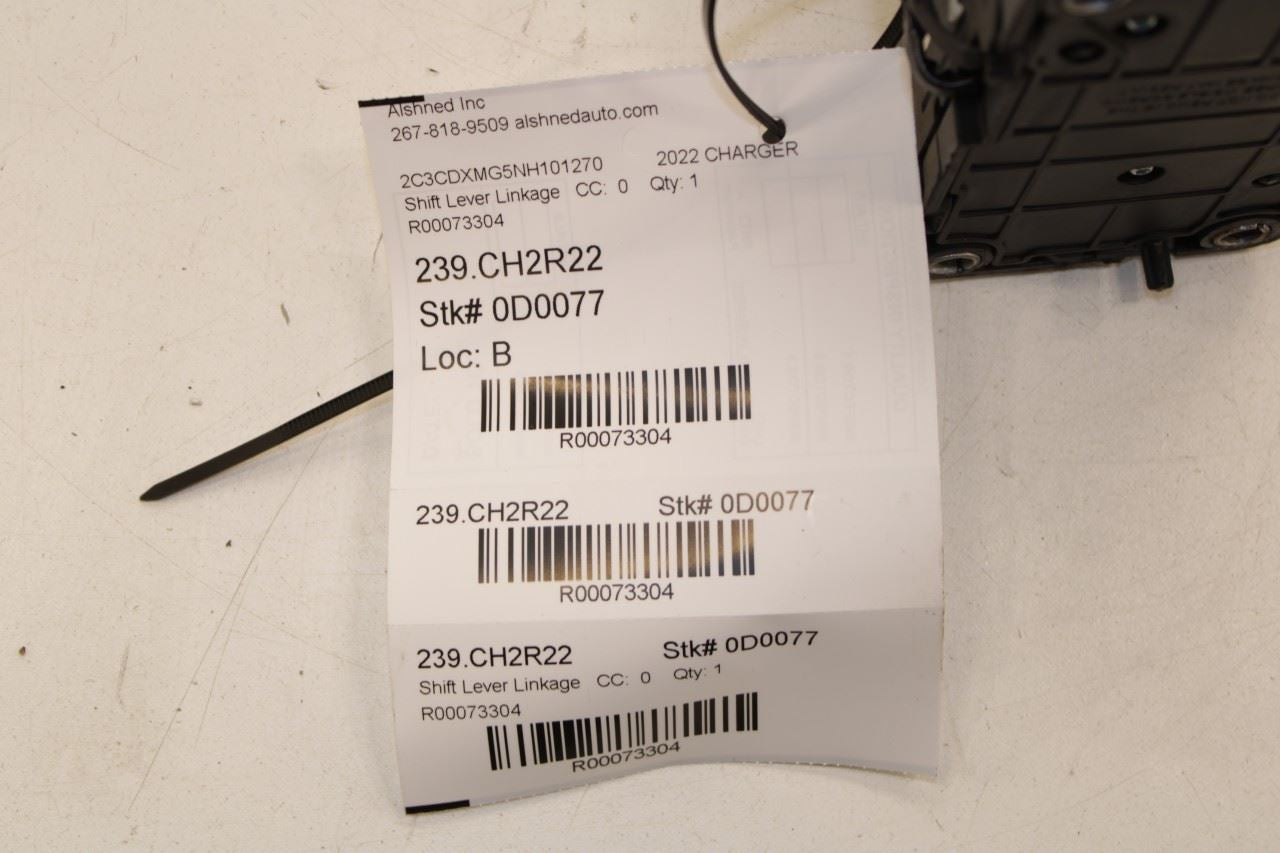 Alshned Inc
267-818-9509 alshnedauto.com
2C3CDXMG5NH101270 2022 CHARGER
Shift Lever Linkage CC: 0 Qty: 1
R00073304
239.CH2R22
Stk# 0D0077
Loc: B
R00073304
239.CH2R22 Stk# 0D0077
R00073304
239.CH2R22 Stk# 0D0077
Shift Lever Linkage CC: 0 Qty: 1
R00073304
R00073304